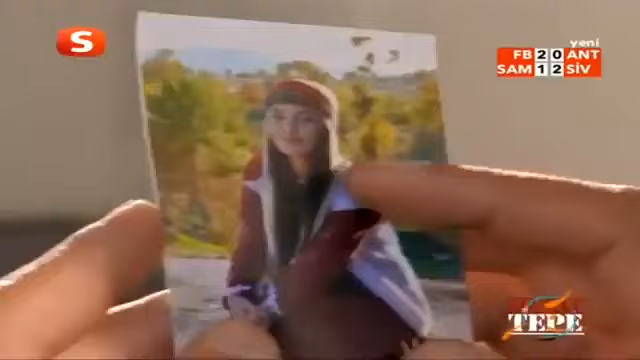 S
yeni
FB 2 0 ANT
SAM 1 2 SİV
TEPE